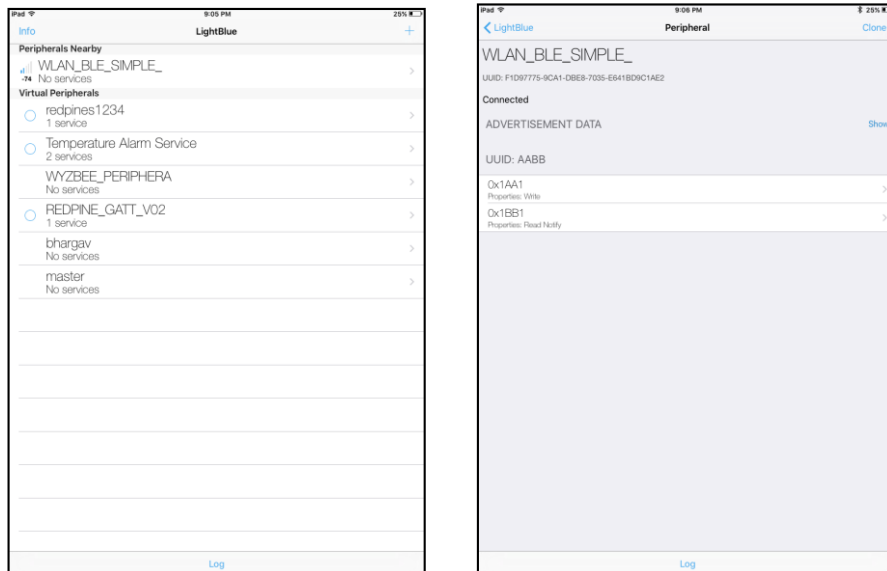 iPad 9:05 PM 25%
Info LightBlue +
Peripherals Nearby
WLAN_BLE_SIMPLE_
-74 No services
Virtual Peripherals
redpines1234
1 service
Temperature Alarm Service
2 services
WYZBEE_PERIPHERA
No services
REDPINE_GATT_V02
1 service
bhargav
No services
master
No services
Log
iPad 9:06 PM 25%
LightBlue Peripheral Clone
WLAN_BLE_SIMPLE_
UUID: F1D97775-9CA1-DBE8-7035-E641BD9C1AE2
Connected
ADVERTISEMENT DATA Show
UUID: AABB
0x1AA1
Properties: Write
0x1BB1
Properties: Read Notify
Log